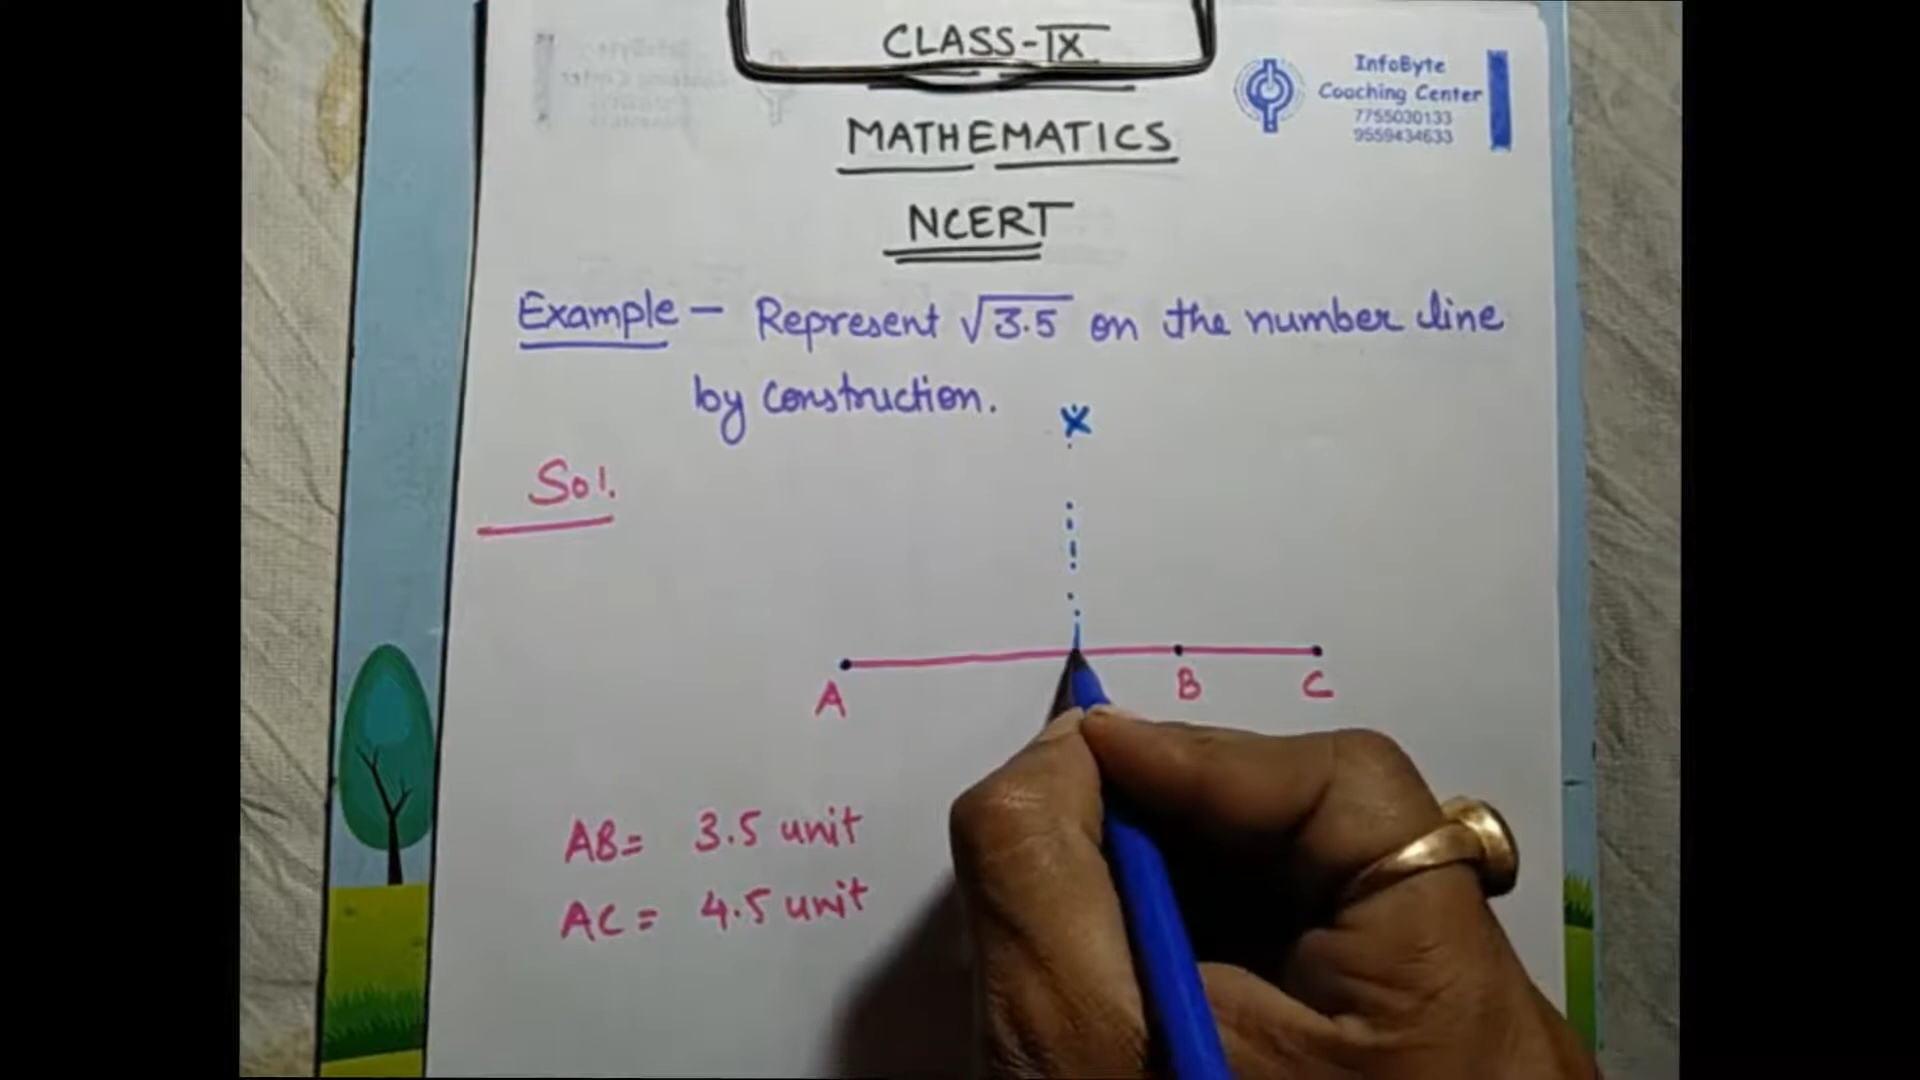 CLASS-IX
InfoByte
Coaching Center
7755030133
9559434633
MATHEMATICS
NCERT
Example - Represent √3.5 on the number line
by construction.
Sol.
A
B
C
AB = 3.5 unit
AC = 4.5 unit